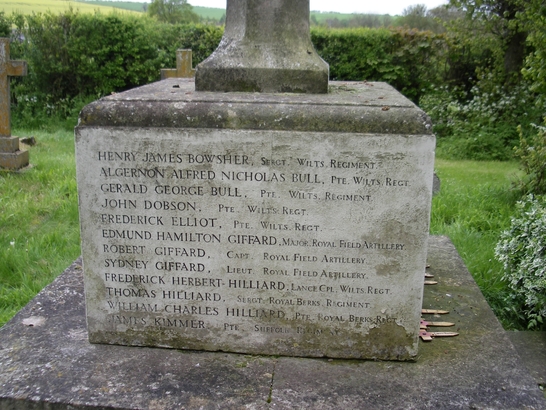 HENRY JAMES BOWSHER, SERGT. WILTS. REGIMENT.
ALGERNON ALFRED NICHOLAS BULL, PTE. WILTS. REGT.
GERALD GEORGE BULL, PTE. WILTS. REGIMENT.
JOHN DOBSON, PTE. WILTS. REGT.
FREDERICK ELLIOT, PTE. WILTS. REGT.
EDMUND HAMILTON GIFFARD, MAJOR. ROYAL FIELD ARTILLERY.
ROBERT GIFFARD, CAPT. ROYAL FIELD ARTILLERY.
SYDNEY GIFFARD, LIEUT. ROYAL FIELD ARTILLERY.
FREDERICK HERBERT HILLIARD, LANCE CPL. WILTS. REGT.
THOMAS HILLIARD, SERGT. ROYAL BERKS. REGIMENT.
WILLIAM CHARLES HILLIARD, PTE. ROYAL BERKS. REGT.
JAMES KIMMER, PTE. SUFFOLK REGIMENT.